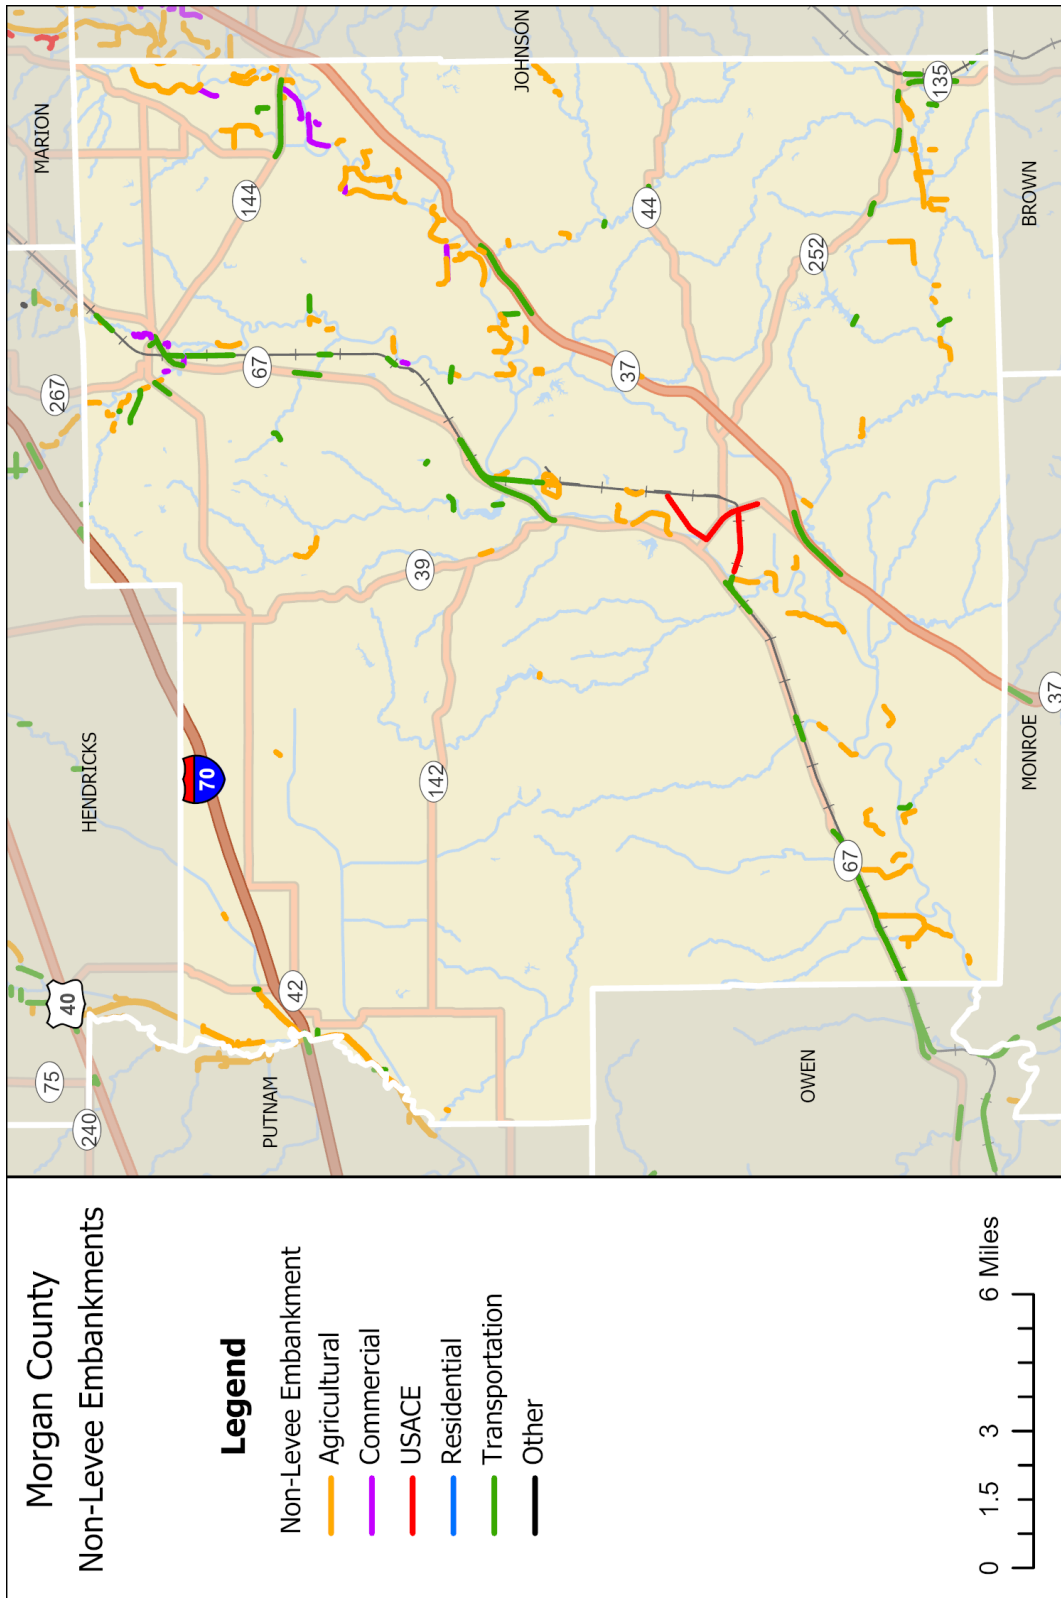 Morgan County
Non-Levee Embankments
Legend
Non-Levee Embankment
Agricultural
Commercial
USACE
Residential
Transportation
Other
0 1.5 3 6 Miles
75
240
40
PUTNAM
42
HENDRICKS
70
267
MARION
144
67
39
142
JOHNSON
44
37
252
135
67
OWEN
MONROE
37
BROWN